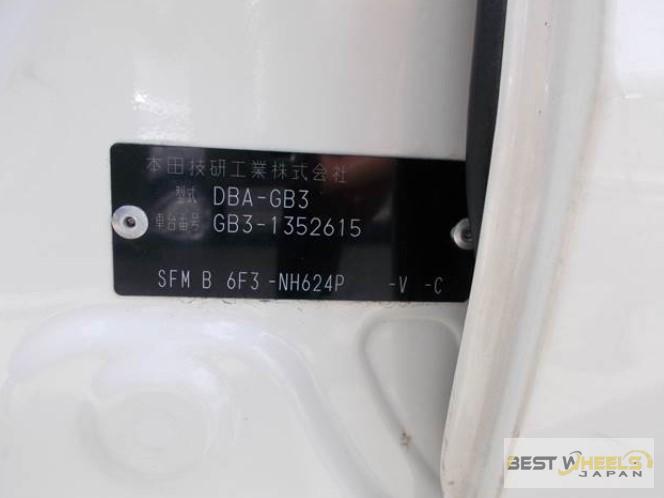 本田技研工業株式会社
型式 DBA-GB3
車台番号 GB3-1352615
SFM B 6F3 -NH624P -V -C
BEST WHEELS
JAPAN